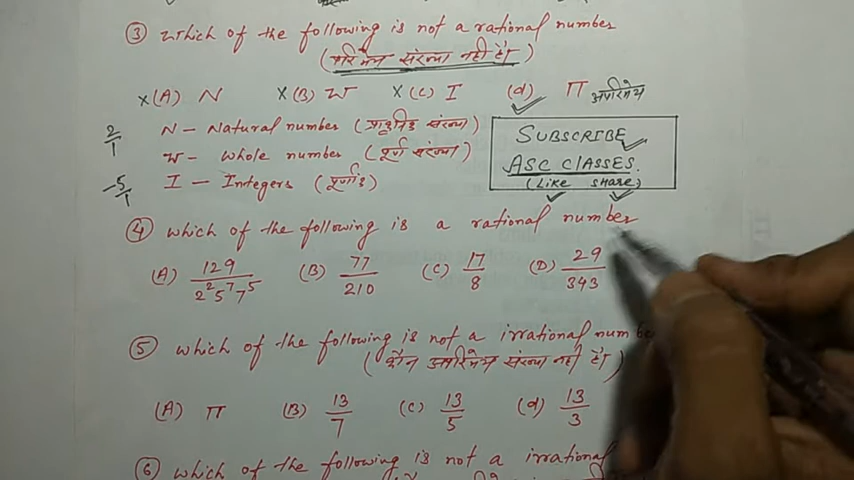 ③ Which of the following is not a rational number
(परिमेय संख्या नही है।)
×(A) N ×(B) W ×(C) I (d) π अपरिमेय
2/1 N – Natural number (प्राकृतिक संख्या)
W – Whole number (पूर्ण संख्या)
-5/1 I – Integers (पूर्णांक)
SUBSCRIBE
ASC CLASSES.
(Like share)
④ which of the following is a rational number
(A) 129/2²5⁷7⁵ (B) 77/210 (C) 17/8 (D) 29/343
⑤ which of the following is not a irrational number
(कौन अपरिमेय संख्या नही है।)
(A) π (B) 13/7 (C) 13/5 (d) 13/3
⑥ which of the following is not a irrational